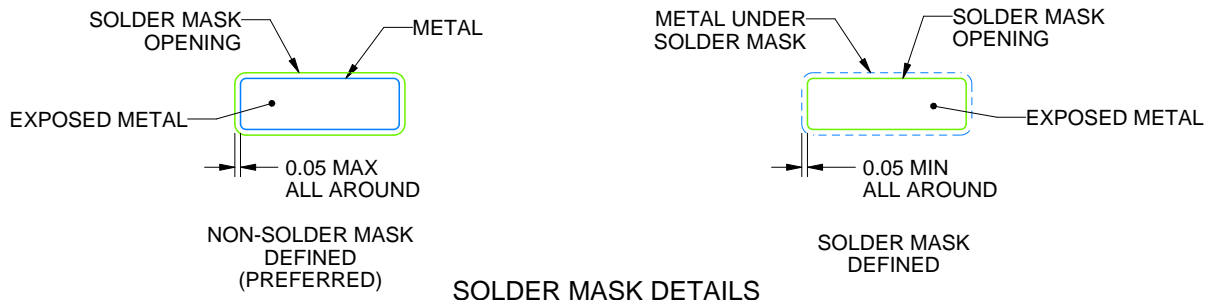 SOLDER MASK
OPENING
METAL
EXPOSED METAL
0.05 MAX
ALL AROUND
NON-SOLDER MASK
DEFINED
(PREFERRED)
METAL UNDER
SOLDER MASK
SOLDER MASK
OPENING
EXPOSED METAL
0.05 MIN
ALL AROUND
SOLDER MASK
DEFINED
SOLDER MASK DETAILS